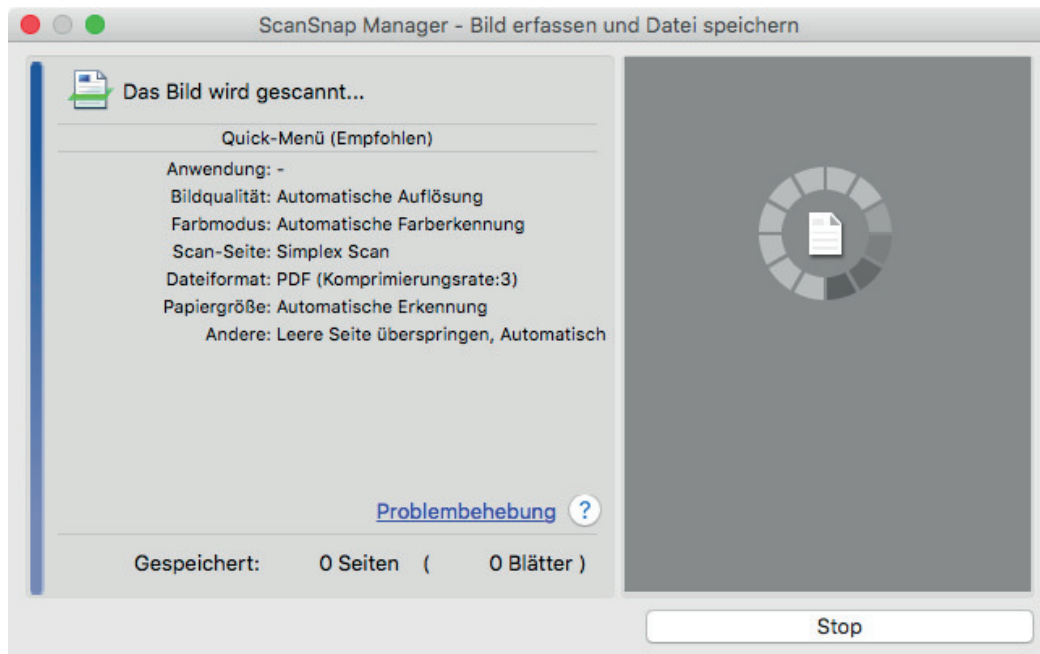 ScanSnap Manager - Bild erfassen und Datei speichern
Das Bild wird gescannt...
Quick-Menü (Empfohlen)
Anwendung: -
Bildqualität: Automatische Auflösung
Farbmodus: Automatische Farberkennung
Scan-Seite: Simplex Scan
Dateiformat: PDF (Komprimierungsrate:3)
Papiergröße: Automatische Erkennung
Andere: Leere Seite überspringen, Automatisch
Problembehebung ?
Gespeichert: 0 Seiten ( 0 Blätter )
Stop